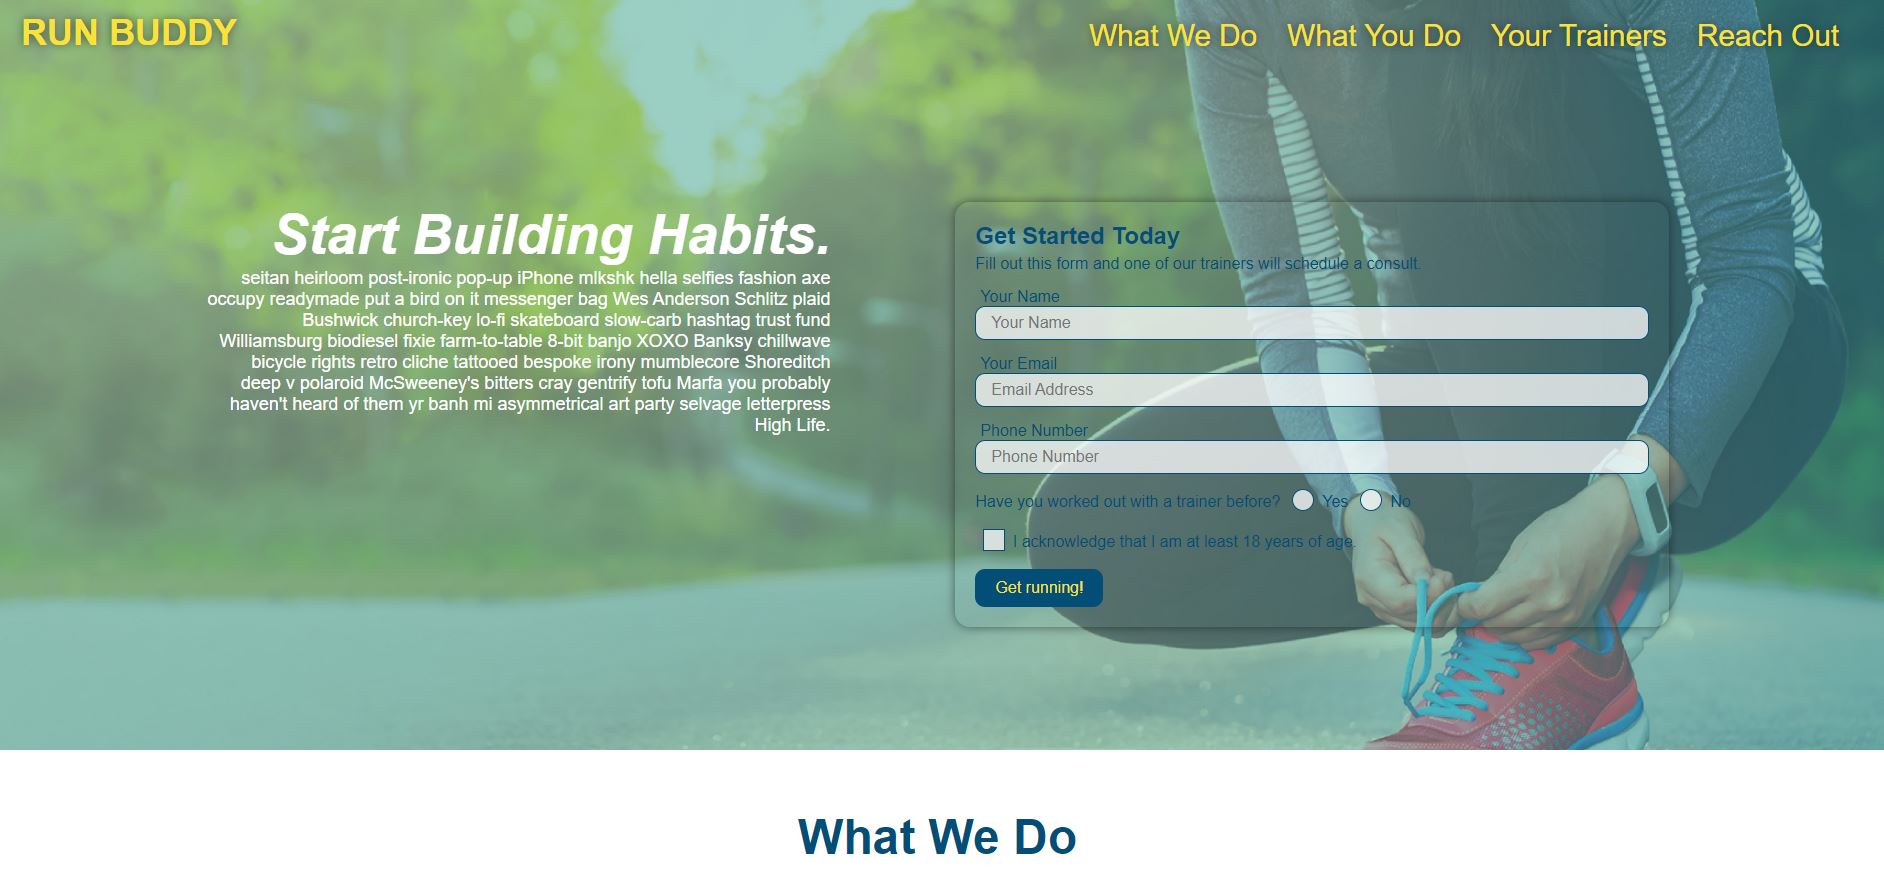 RUN BUDDY
What We Do What You Do Your Trainers Reach Out
Start Building Habits.
seitan heirloom post-ironic pop-up iPhone mlkshk hella selfies fashion axe
occupy readymade put a bird on it messenger bag Wes Anderson Schlitz plaid
Bushwick church-key lo-fi skateboard slow-carb hashtag trust fund
Williamsburg biodiesel fixie farm-to-table 8-bit banjo XOXO Banksy chillwave
bicycle rights retro cliche tattooed bespoke irony mumblecore Shoreditch
deep v polaroid McSweeney's bitters cray gentrify tofu Marfa you probably
haven't heard of them yr banh mi asymmetrical art party selvage letterpress
High Life.
Get Started Today
Fill out this form and one of our trainers will schedule a consult.
Your Name
Your Name
Your Email
Email Address
Phone Number
Phone Number
Have you worked out with a trainer before? Yes No
I acknowledge that I am at least 18 years of age.
Get running!
What We Do